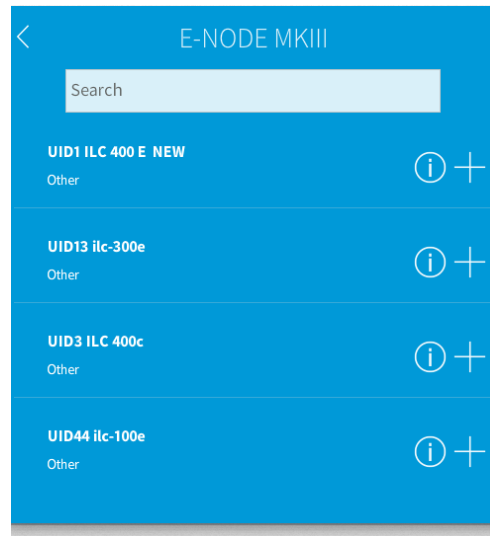 E-NODE MKIII
Search
UID1 ILC 400 E NEW
Other
UID13 ilc-300e
Other
UID3 ILC 400c
Other
UID44 ilc-100e
Other